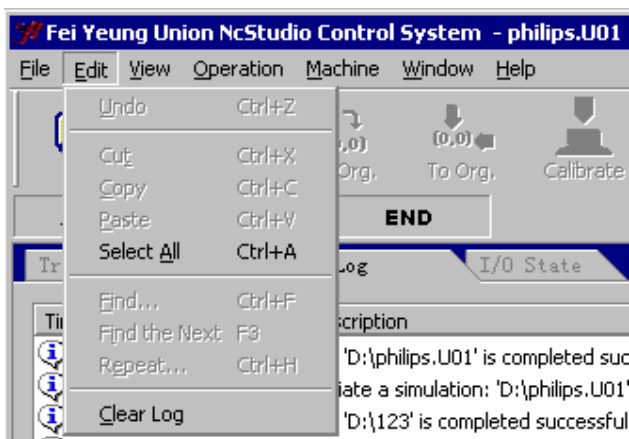 Fei Yeung Union NcStudio Control System - philips.U01
File Edit View Operation Machine Window Help
Undo Ctrl+Z
Cut Ctrl+X
Copy Ctrl+C
Paste Ctrl+V
Select All Ctrl+A
Find... Ctrl+F
Find the Next F3
Repeat... Ctrl+H
Clear Log
,0)
Org.
(0,0)
To Org.
Calibrate
END
Tr
Log
I/O State
Ti
scription
'D:\philips.U01' is completed suc
iate a simulation: 'D:\philips.U01'
'D:\123' is completed successful